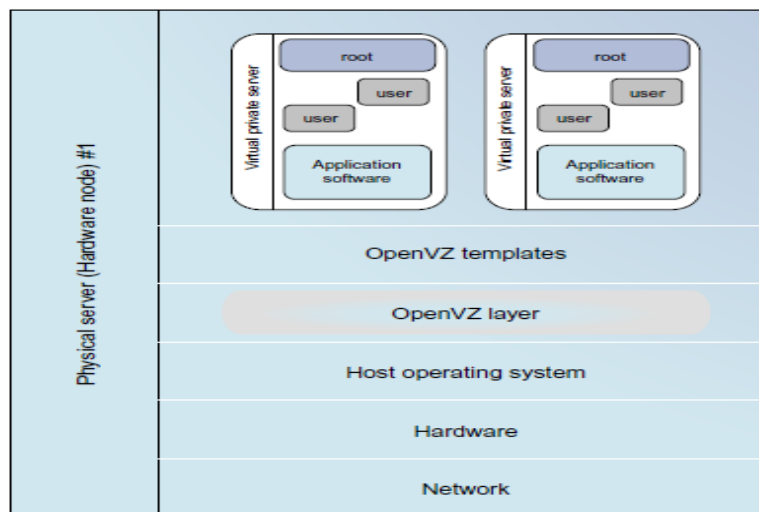 Physical server (Hardware node) #1
Virtual private server
root
user
user
Application
software
Virtual private server
root
user
user
Application
software
OpenVZ templates
OpenVZ layer
Host operating system
Hardware
Network